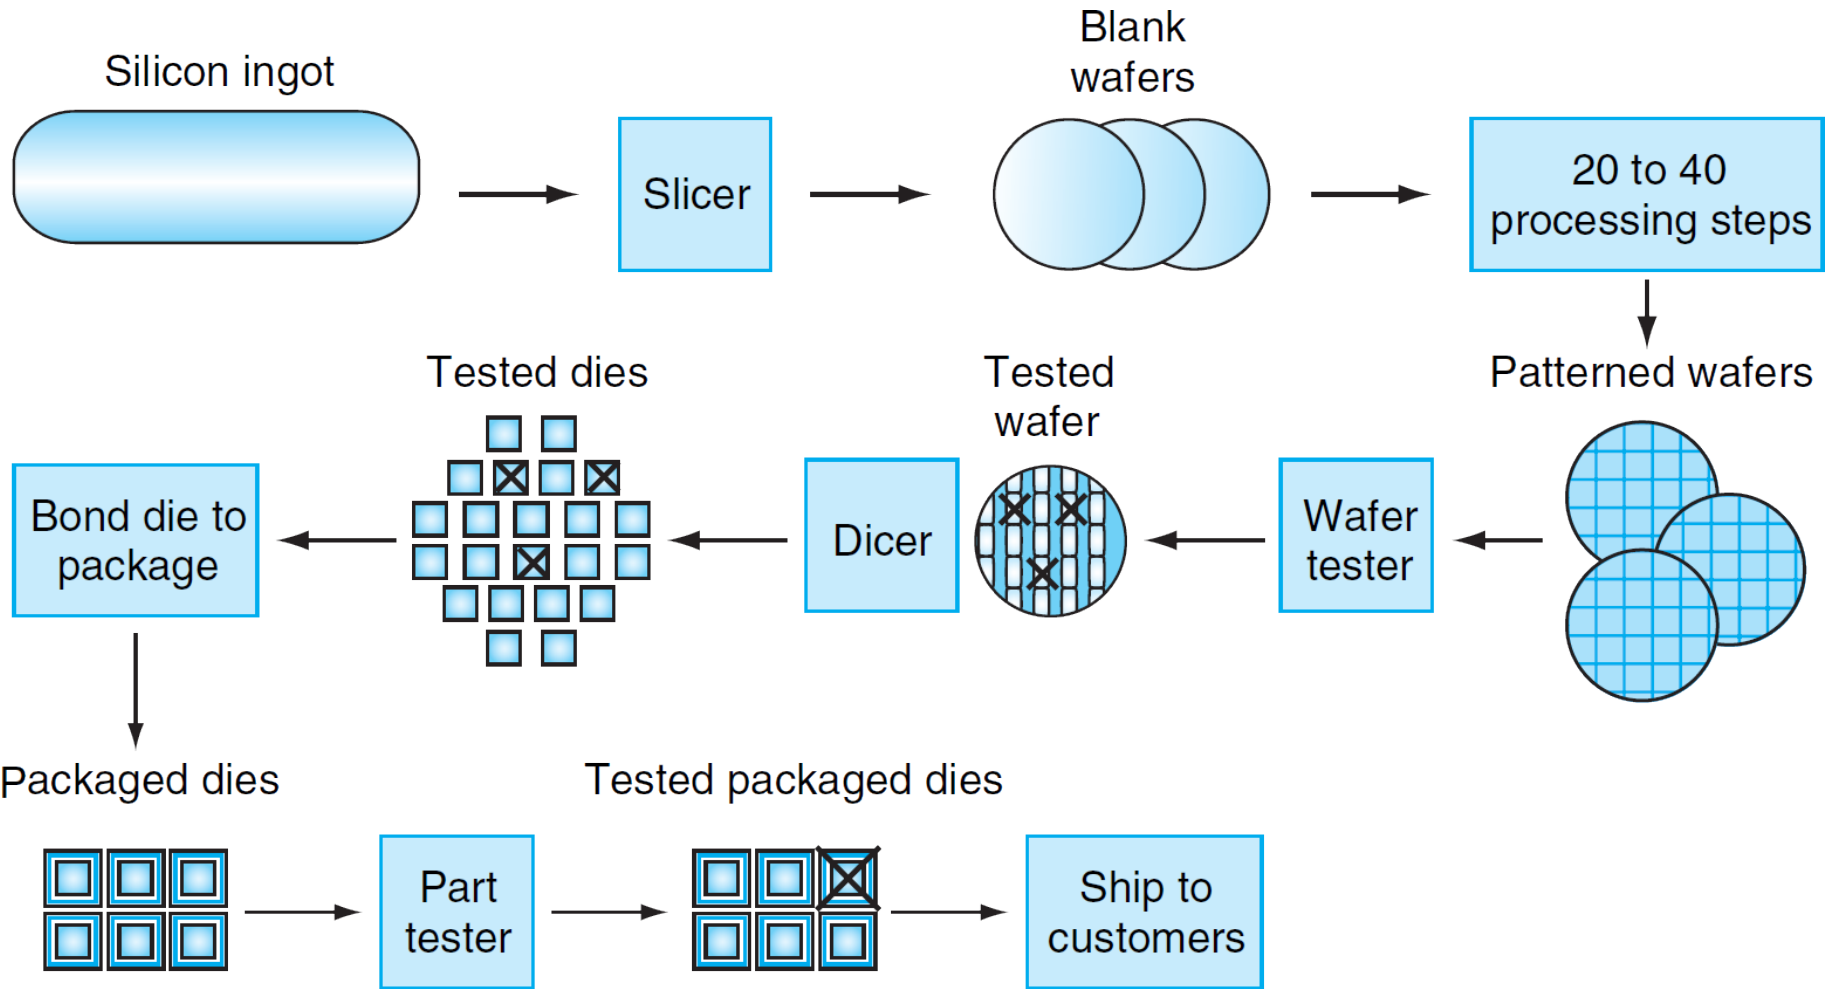 Silicon ingot
Slicer
Blank
wafers
20 to 40
processing steps
Patterned wafers
Wafer
tester
Tested
wafer
Dicer
Tested dies
Bond die to
package
Packaged dies
Part
tester
Tested packaged dies
Ship to
customers